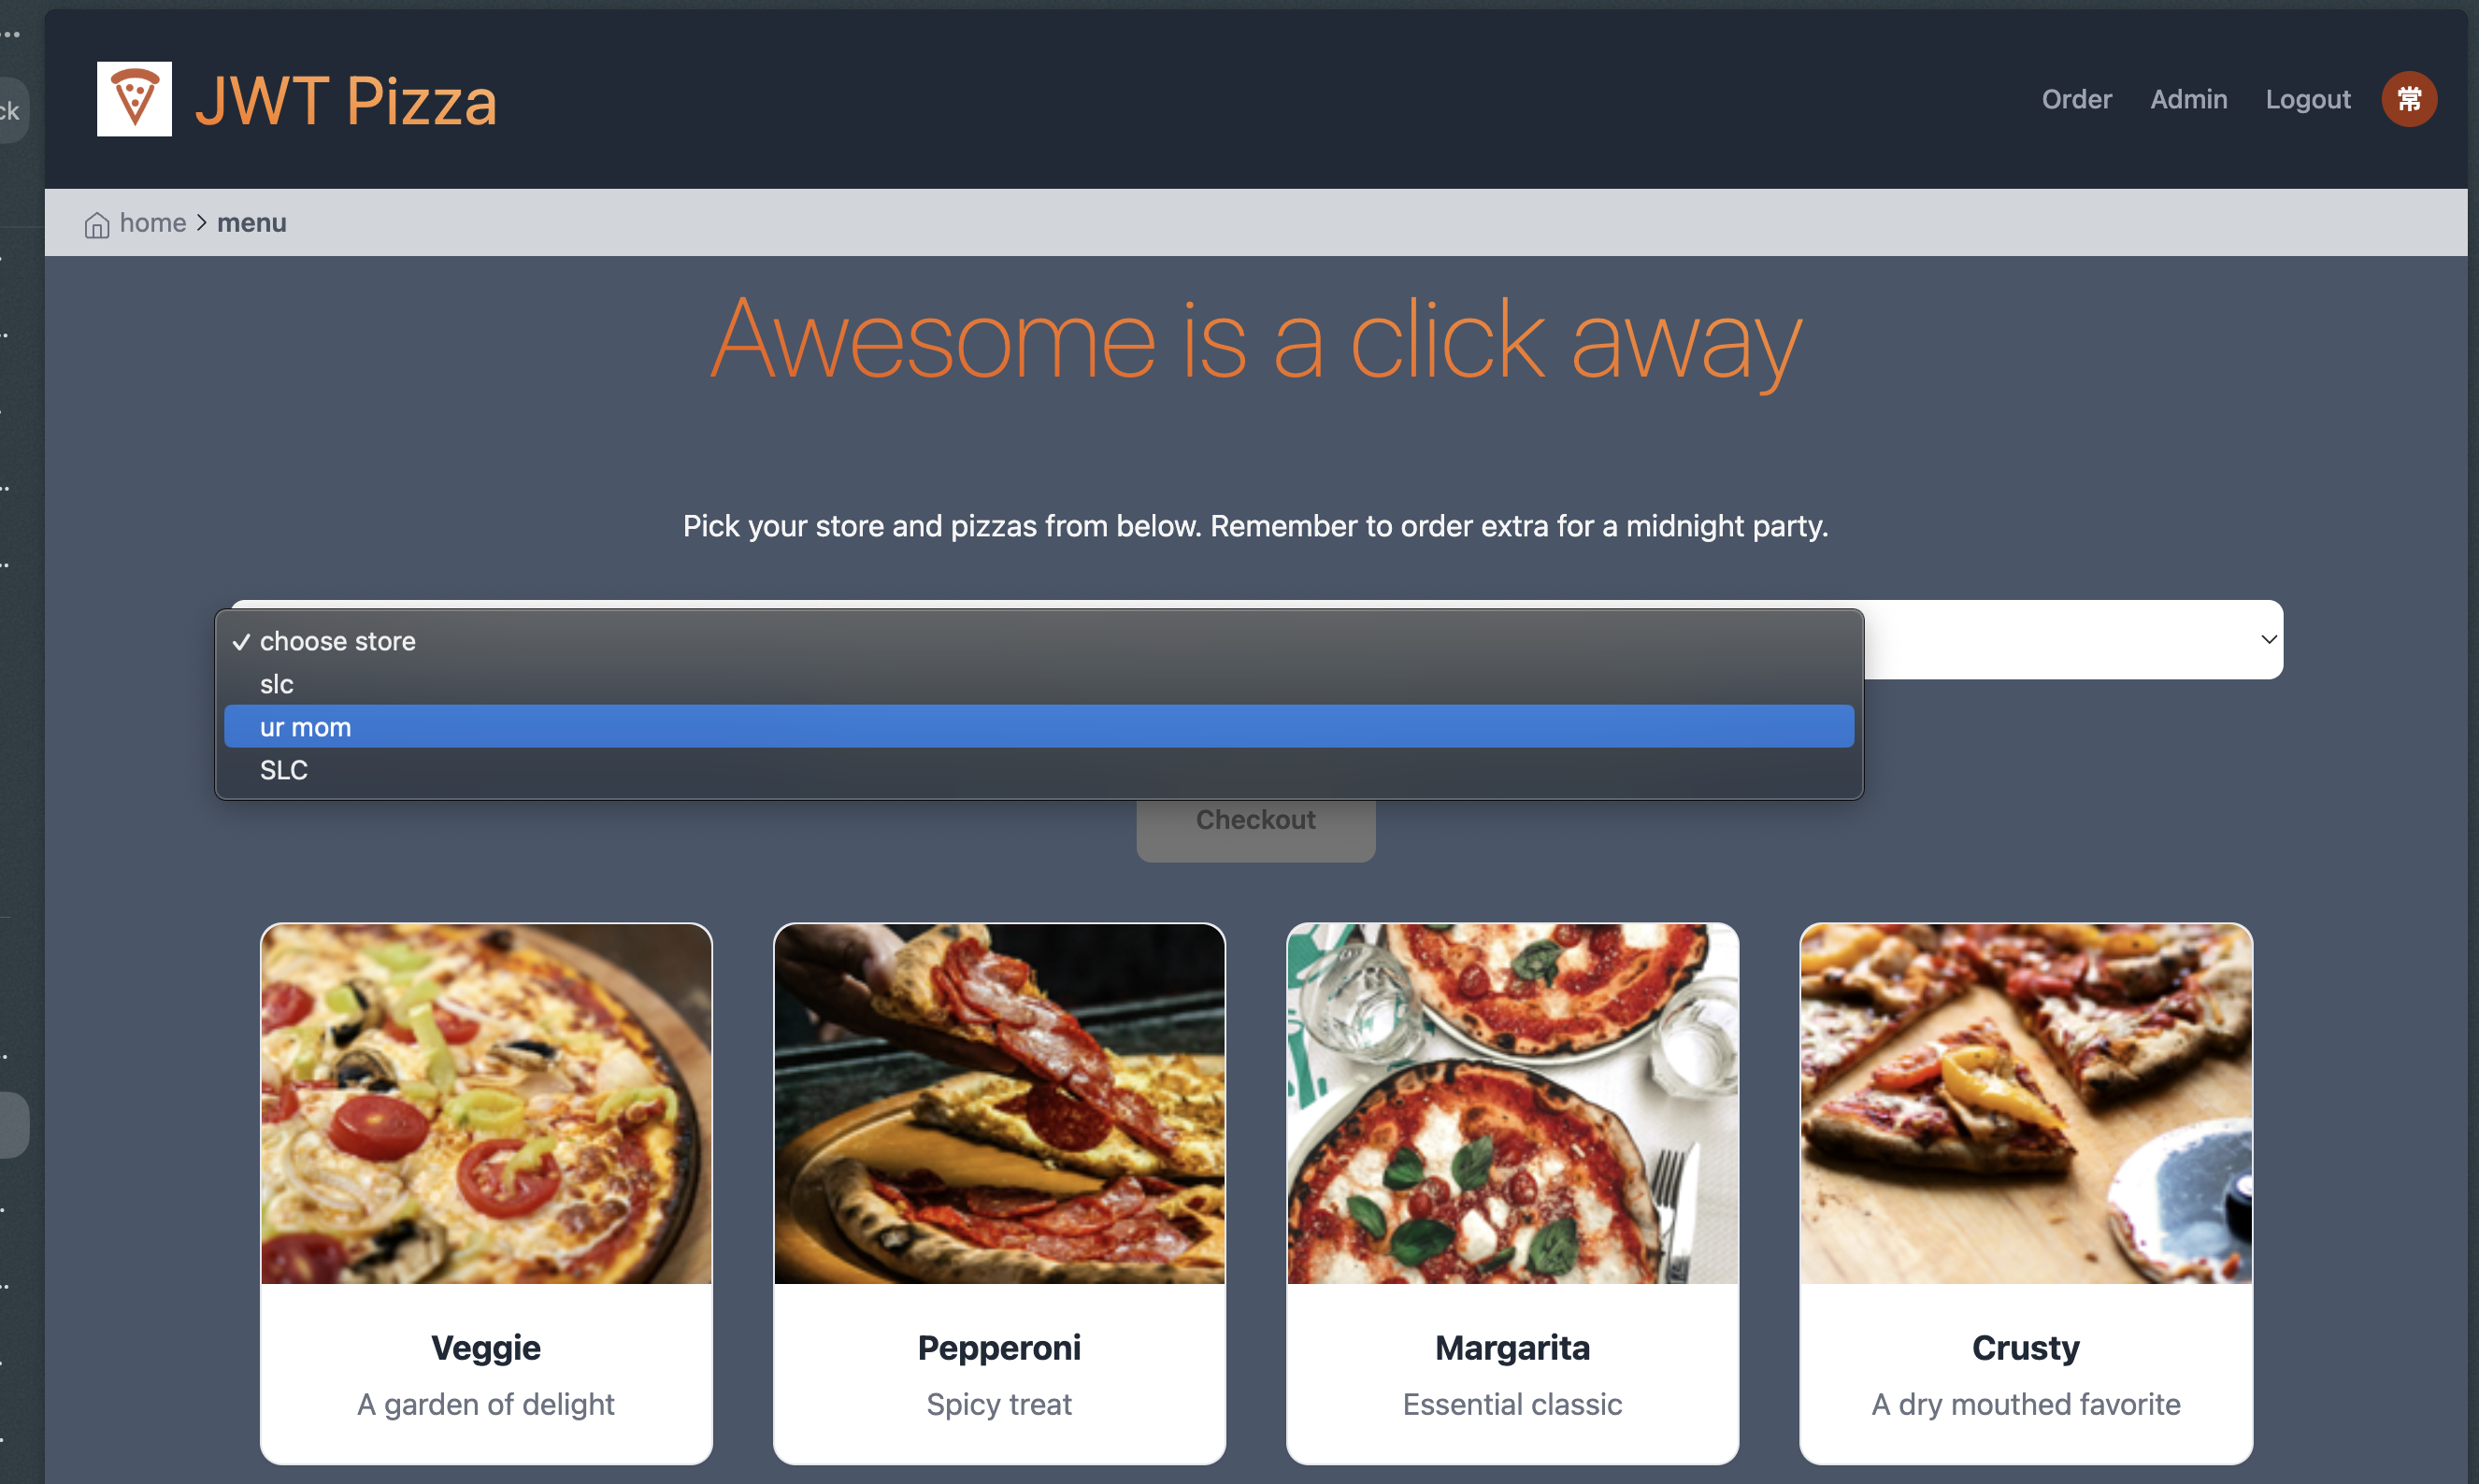 ck
JWT Pizza
Order Admin Logout 常
home > menu
Awesome is a click away
Pick your store and pizzas from below. Remember to order extra for a midnight party.
✓ choose store
slc
ur mom
SLC
Checkout
Veggie
A garden of delight
Pepperoni
Spicy treat
Margarita
Essential classic
Crusty
A dry mouthed favorite